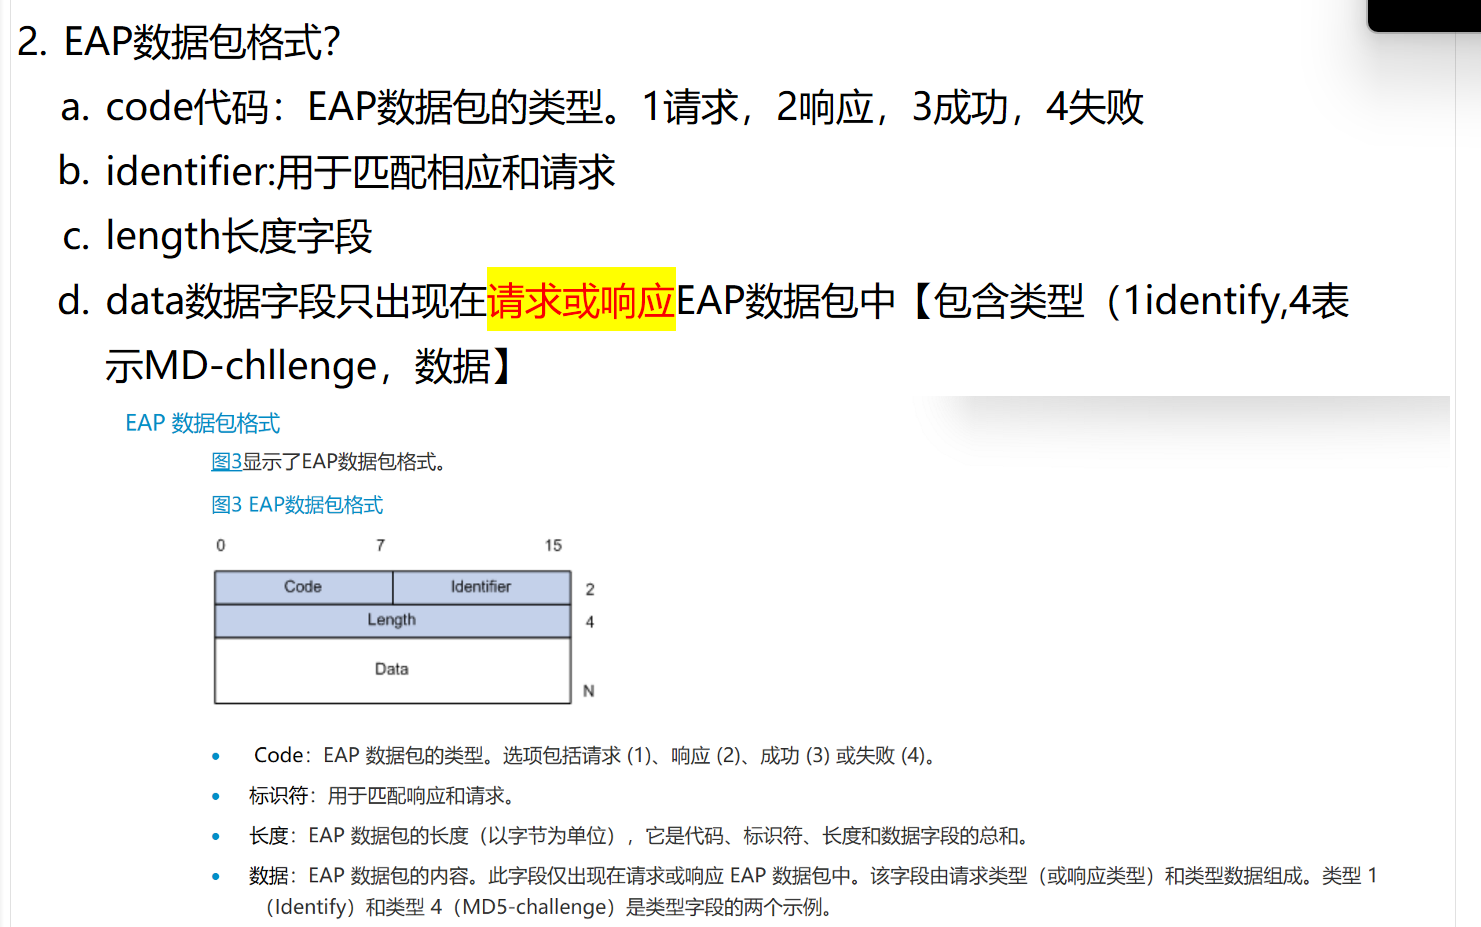 2. EAP数据包格式?
a. code代码：EAP数据包的类型。1请求，2响应，3成功，4失败
b. identifier:用于匹配相应和请求
c. length长度字段
d. data数据字段只出现在请求或响应EAP数据包中【包含类型（1identify,4表
示MD-chllenge，数据】
EAP 数据包格式
图3显示了EAP数据包格式。
图3 EAP数据包格式
0 7 15
Code Identifier 2
Length 4
Data
N
• Code：EAP 数据包的类型。选项包括请求 (1)、响应 (2)、成功 (3) 或失败 (4)。
• 标识符：用于匹配响应和请求。
• 长度：EAP 数据包的长度（以字节为单位），它是代码、标识符、长度和数据字段的总和。
• 数据：EAP 数据包的内容。此字段仅出现在请求或响应 EAP 数据包中。该字段由请求类型（或响应类型）和类型数据组成。类型 1
（Identify）和类型 4（MD5-challenge）是类型字段的两个示例。